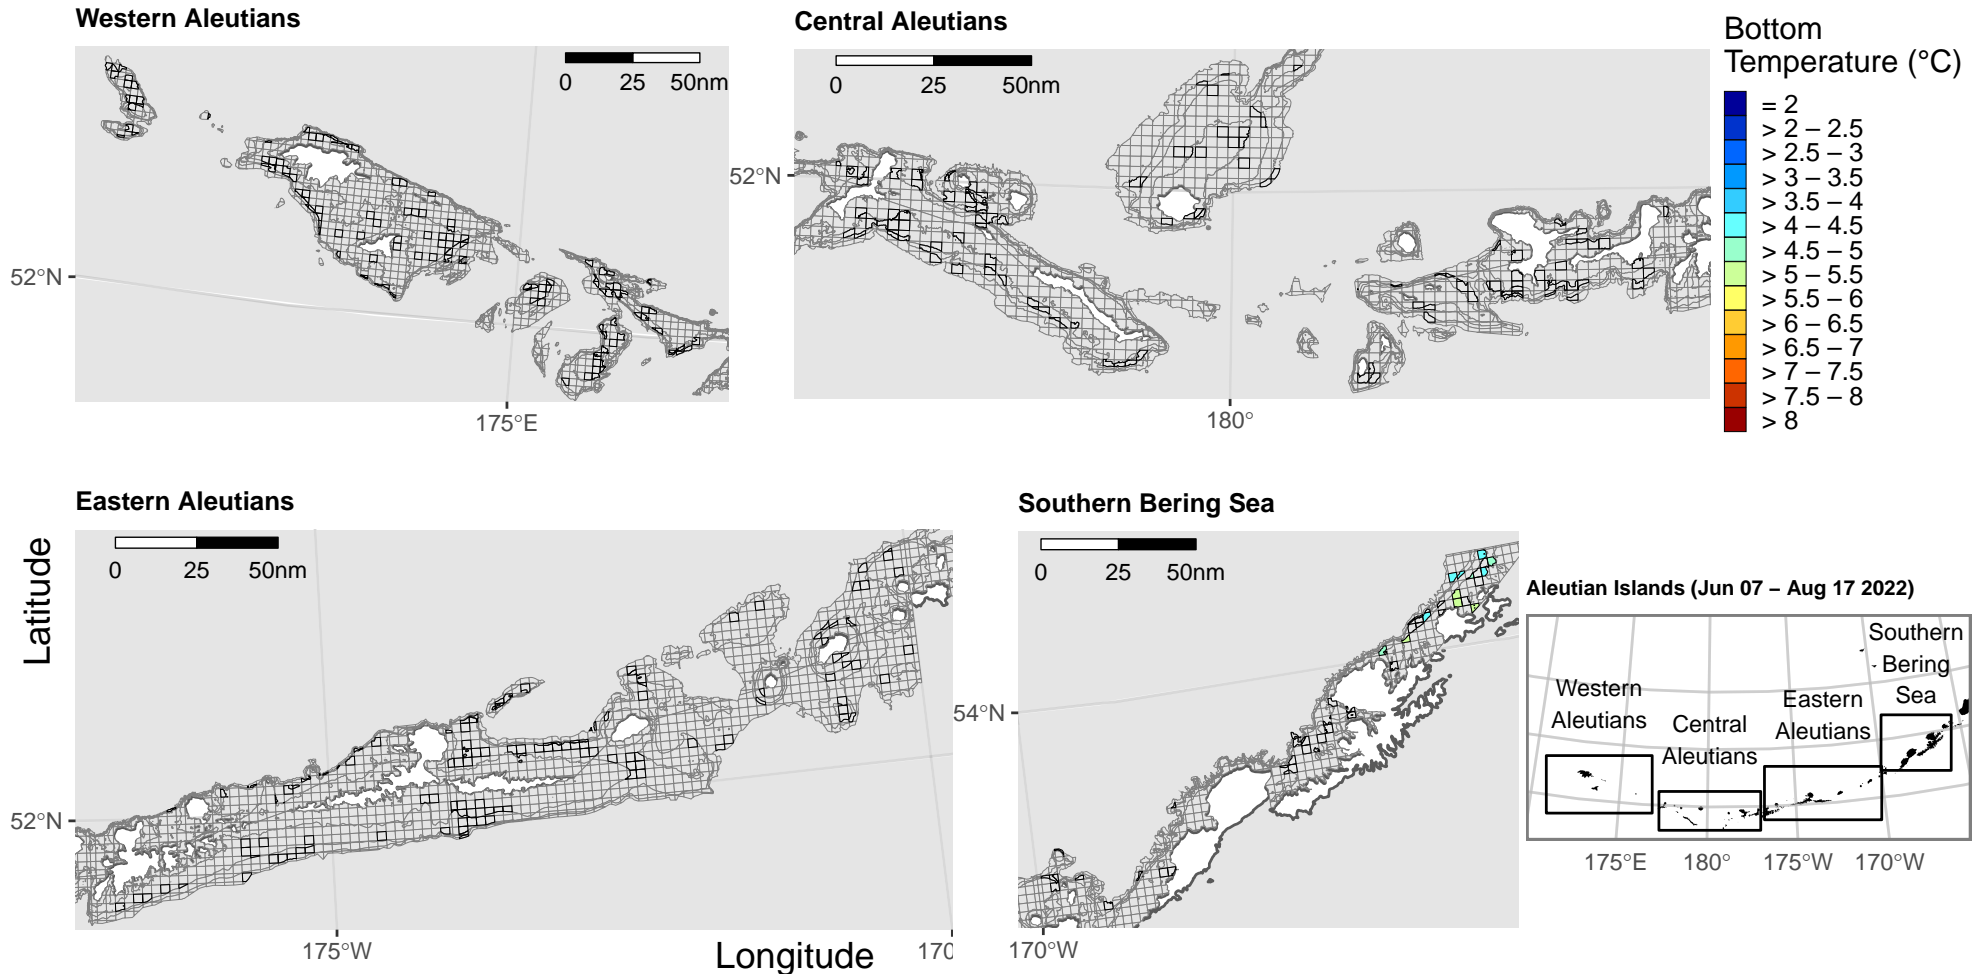 Western Aleutians
0 25 50nm
52°N
175°E
Central Aleutians
0 25 50nm
52°N
180°
Bottom
Temperature (°C)
= 2
> 2 – 2.5
> 2.5 – 3
> 3 – 3.5
> 3.5 – 4
> 4 – 4.5
> 4.5 – 5
> 5 – 5.5
> 5.5 – 6
> 6 – 6.5
> 6.5 – 7
> 7 – 7.5
> 7.5 – 8
> 8
Eastern Aleutians
0 25 50nm
Latitude
52°N
175°W
170
Longitude
Southern Bering Sea
0 25 50nm
54°N
170°W
Aleutian Islands (Jun 07 – Aug 17 2022)
Western
Aleutians
Central
Aleutians
Eastern
Aleutians
Southern
Bering
Sea
175°E 180° 175°W 170°W